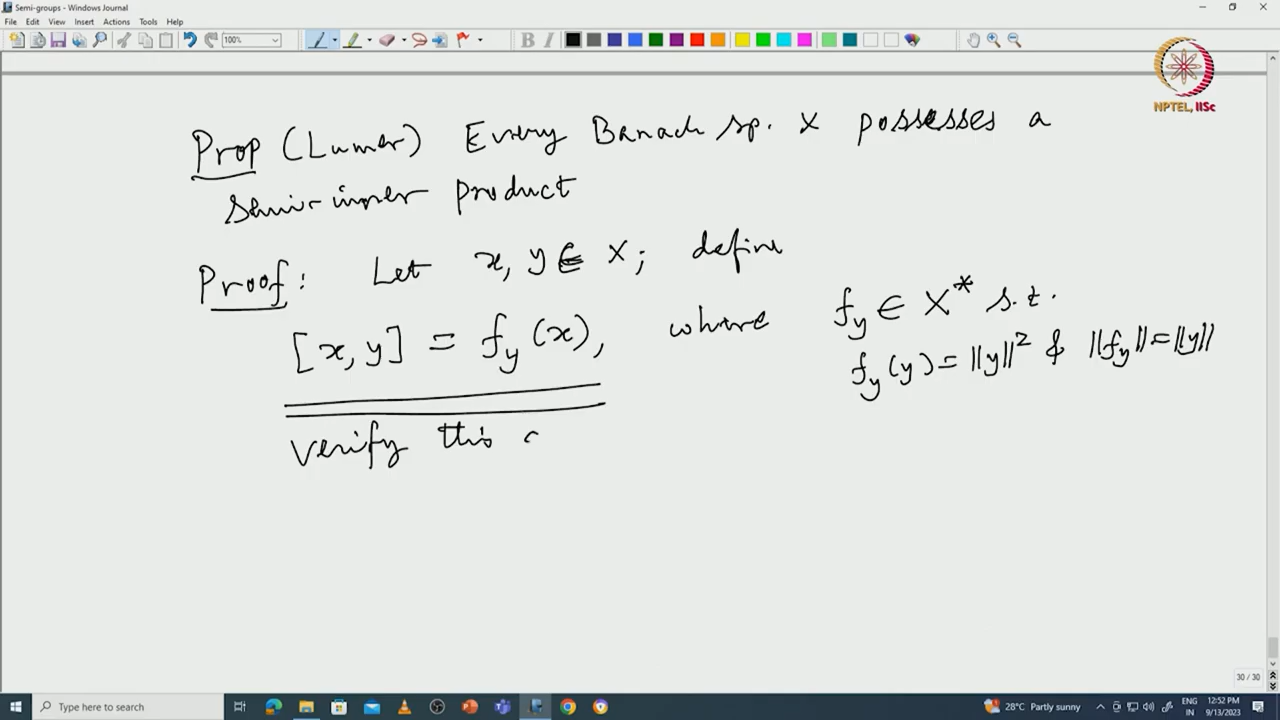 Semi-groups - Windows Journal
File Edit View Insert Actions Tools Help
100%
B I
NPTEL, IISc
Prop (Lumer) Every Banach sp. X possesses a
Semi-inner product
Proof: Let x, y ∈ X; define
[x, y] = f_y(x), where f_y ∈ X* s.t.
f_y(y) = ||y||² & ||f_y|| = ||y||
Verify this
30 / 30
Type here to search
28°C Partly sunny
ENG
IN
12:52 PM
9/13/2023